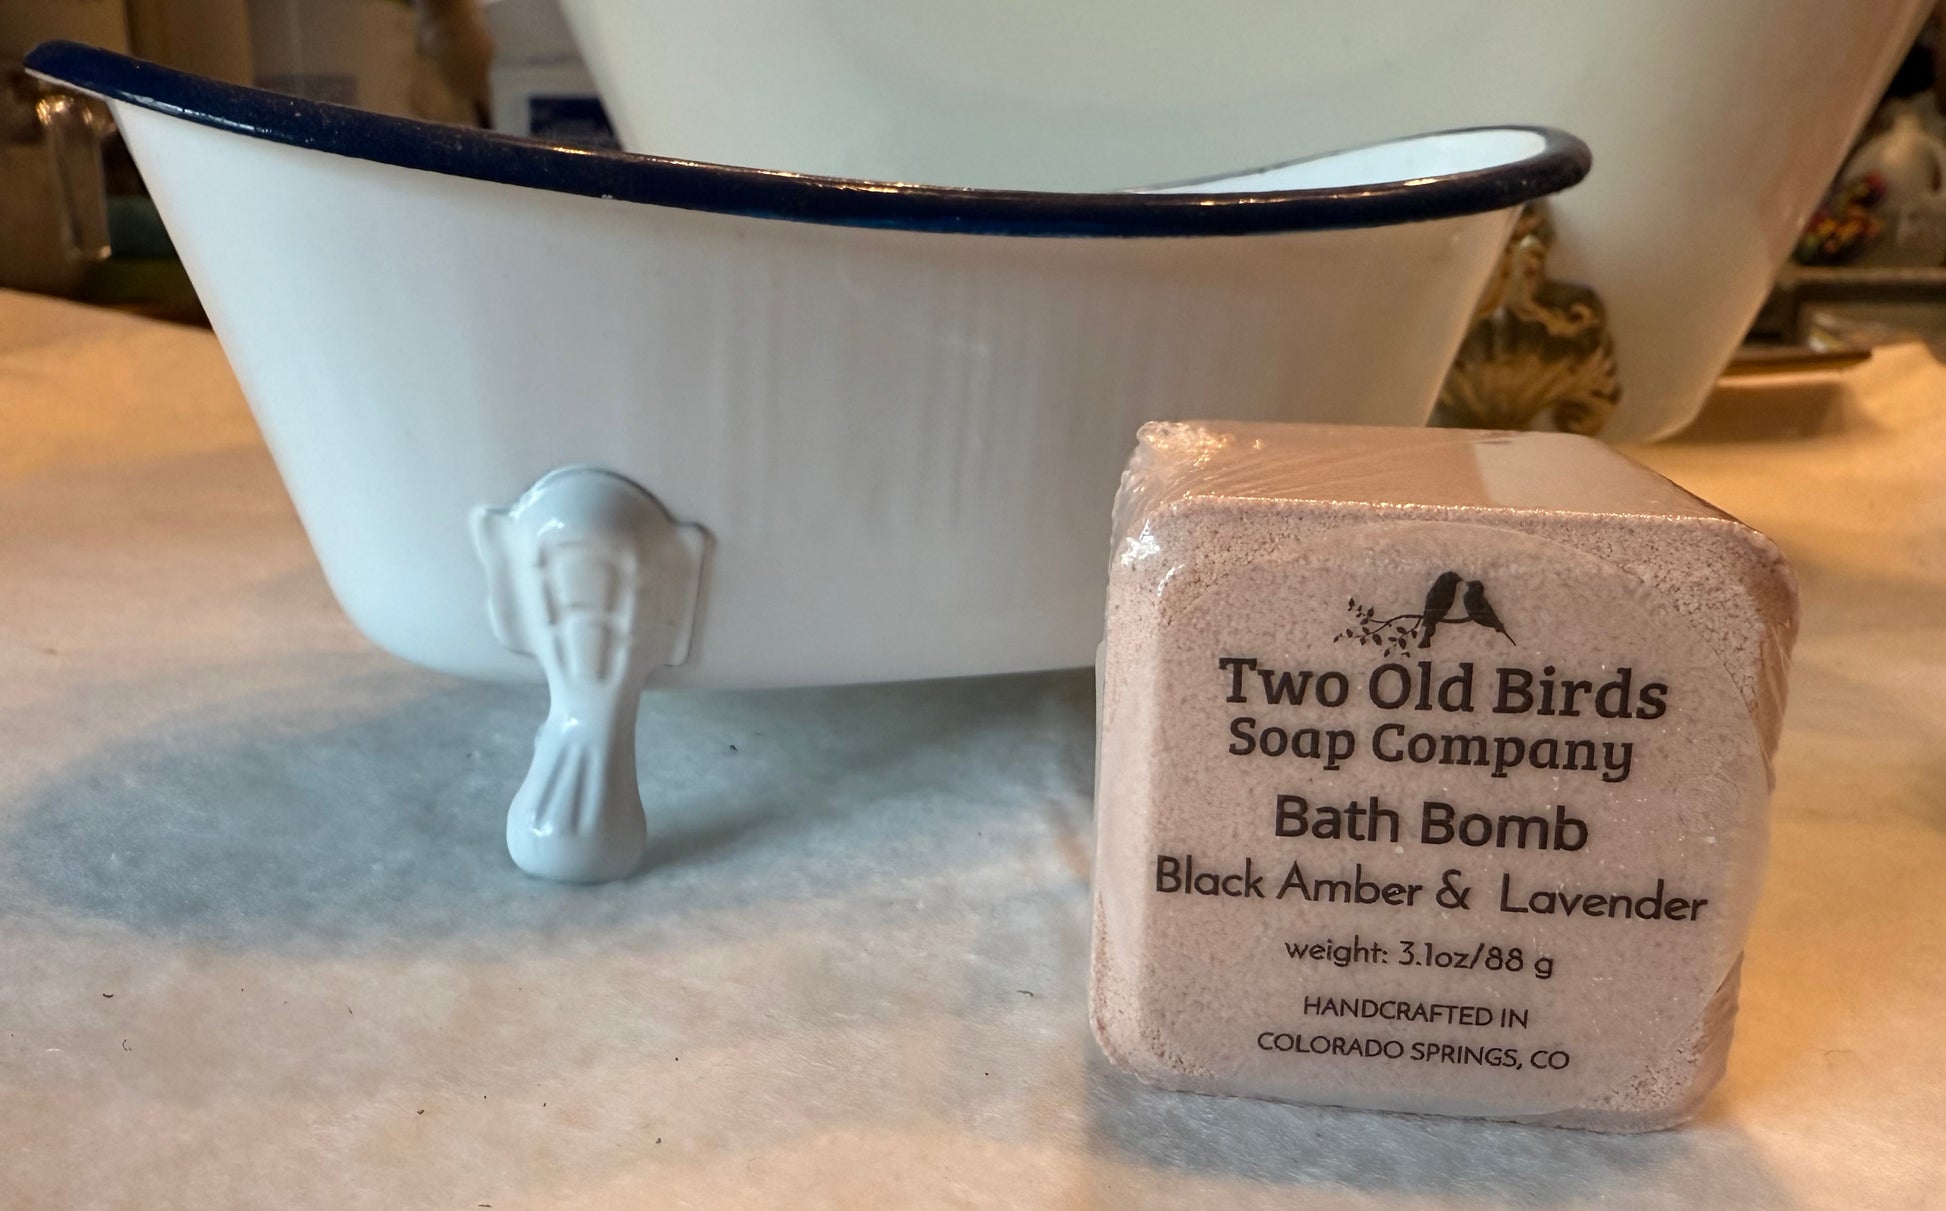 Two Old Birds
Soap Company
Bath Bomb
Black Amber & Lavender
weight: 3.1oz/88 g
HANDCRAFTED IN
COLORADO SPRINGS, CO